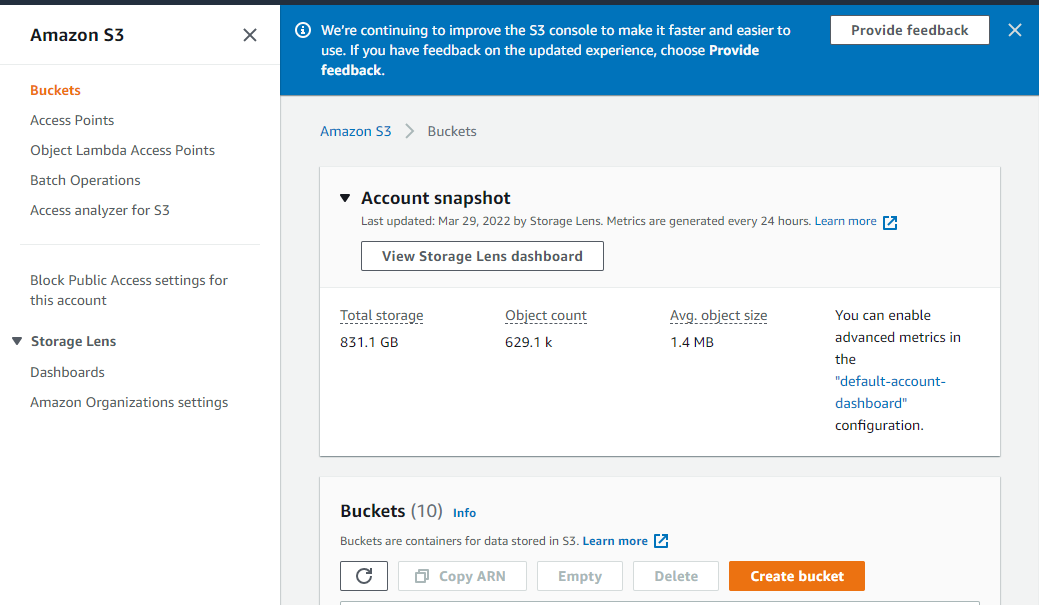 Amazon S3
Buckets
Access Points
Object Lambda Access Points
Batch Operations
Access analyzer for S3
Block Public Access settings for
this account
Storage Lens
Dashboards
Amazon Organizations settings
We're continuing to improve the S3 console to make it faster and easier to
use. If you have feedback on the updated experience, choose Provide
feedback.
Provide feedback
Amazon S3 > Buckets
Account snapshot
Last updated: Mar 29, 2022 by Storage Lens. Metrics are generated every 24 hours. Learn more
View Storage Lens dashboard
Total storage
831.1 GB
Object count
629.1 k
Avg. object size
1.4 MB
You can enable
advanced metrics in
the
"default-account-
dashboard"
configuration.
Buckets (10) Info
Buckets are containers for data stored in S3. Learn more
Copy ARN
Empty
Delete
Create bucket